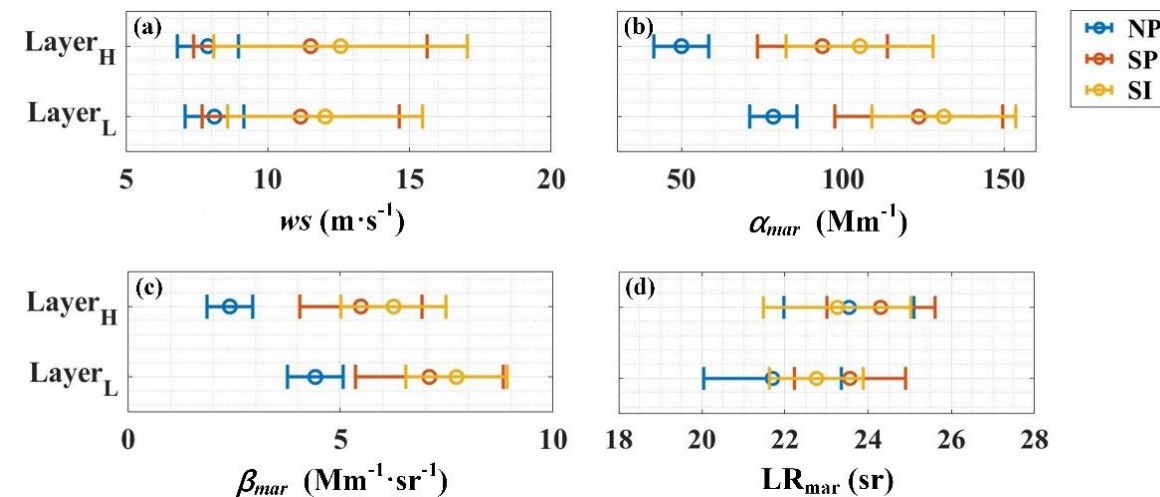 (a)
Layer_H
Layer_L
5 10 15 20
ws (m·s⁻¹)
(b)
50 100 150
α_mar (Mm⁻¹)
NP
SP
SI
(c)
Layer_H
Layer_L
0 5 10
β_mar (Mm⁻¹·sr⁻¹)
(d)
18 20 22 24 26 28
LR_mar (sr)